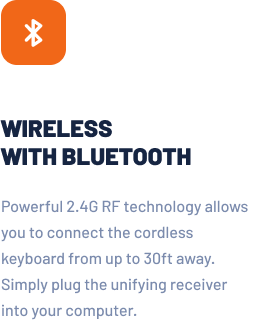 WIRELESS
WITH BLUETOOTH
Powerful 2.4G RF technology allows
you to connect the cordless
keyboard from up to 30ft away.
Simply plug the unifying receiver
into your computer.